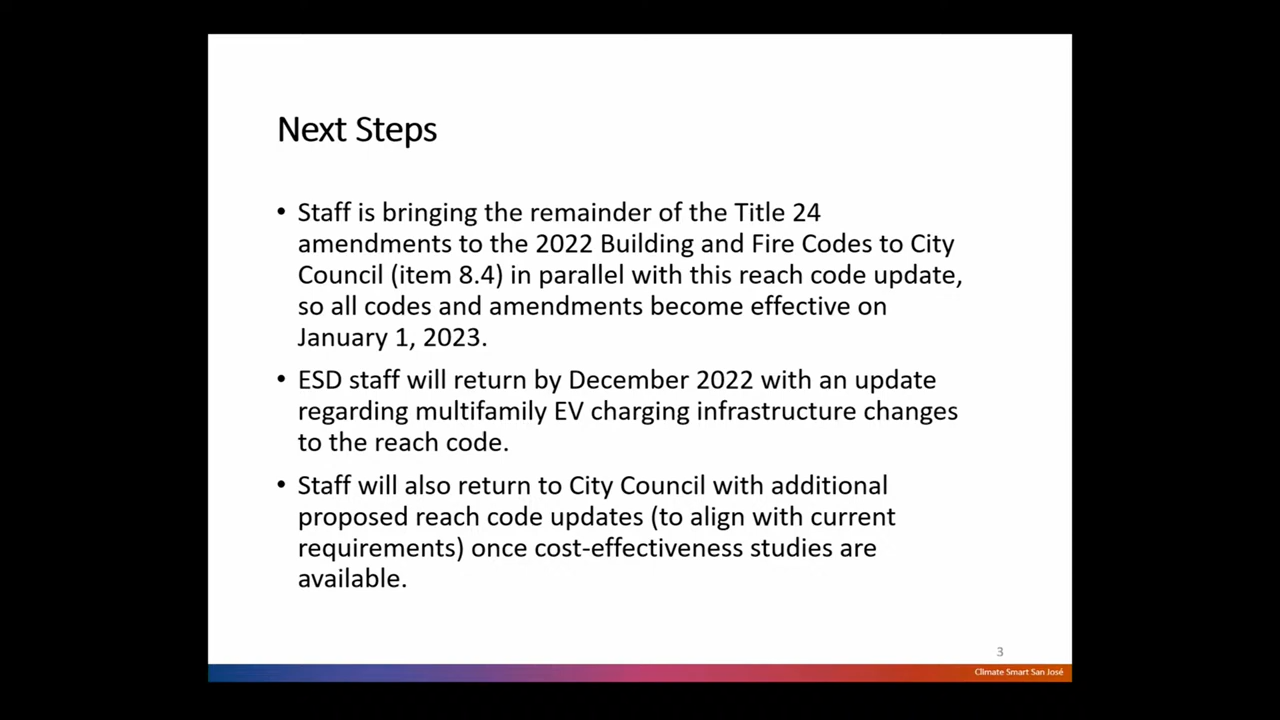 Next Steps
• Staff is bringing the remainder of the Title 24
amendments to the 2022 Building and Fire Codes to City
Council (item 8.4) in parallel with this reach code update,
so all codes and amendments become effective on
January 1, 2023.
• ESD staff will return by December 2022 with an update
regarding multifamily EV charging infrastructure changes
to the reach code.
• Staff will also return to City Council with additional
proposed reach code updates (to align with current
requirements) once cost-effectiveness studies are
available.
3
Climate Smart San José